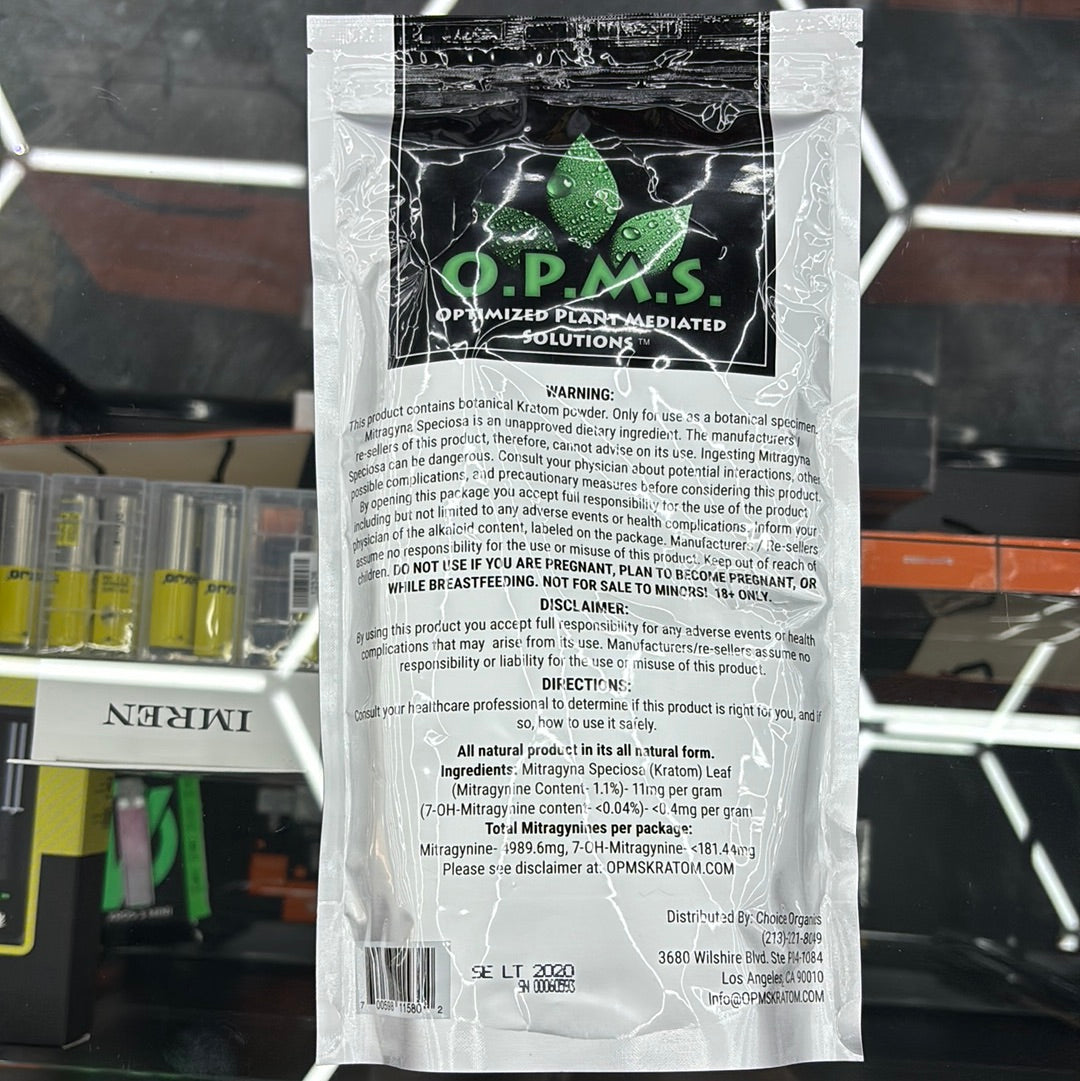 O.P.M.S.
OPTIMIZED PLANT MEDIATED
SOLUTIONS ™
WARNING:
This product contains botanical Kratom powder. Only for use as a botanical specimen.
Mitragyna Speciosa is an unapproved dietary ingredient. The manufacturers /
re-sellers of this product, therefore, cannot advise on its use. Ingesting Mitragyna
Speciosa can be dangerous. Consult your physician about potential interactions, other
possible complications, and precautionary measures before considering this product.
By opening this package you accept full responsibility for the use of the product
including but not limited to any adverse events or health complications. Inform your
physician of the alkaloid content, labeled on the package. Manufacturers / Re-sellers
assume no responsibility for the use or misuse of this product. Keep out of reach of
children. DO NOT USE IF YOU ARE PREGNANT, PLAN TO BECOME PREGNANT, OR
WHILE BREASTFEEDING. NOT FOR SALE TO MINORS! 18+ ONLY.
DISCLAIMER:
By using this product you accept full responsibility for any adverse events or health
complications that may arise from its use. Manufacturers/re-sellers assume no
responsibility or liability for the use or misuse of this product.
DIRECTIONS:
Consult your healthcare professional to determine if this product is right for you, and if
so, how to use it safely.
All natural product in its all natural form.
Ingredients: Mitragyna Speciosa (Kratom) Leaf
(Mitragynine Content- 1.1%)- 11mg per gram
(7-OH-Mitragynine content- <0.04%)- <0.4mg per gram
Total Mitragynines per package:
Mitragynine- 4989.6mg, 7-OH-Mitragynine- <181.44mg
Please see disclaimer at: OPMSKRATOM.COM
Distributed By: Choice Organics
3680 Wilshire Blvd. Ste
Los Angeles, CA 90010
Info@OPMSKRATOM.COM
SE LT 2020
SN 00060593
7 00598 11580 2
IMREN